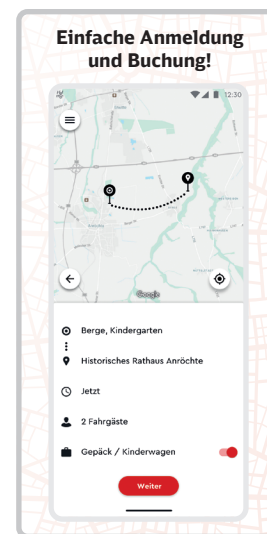 Einfache Anmeldung
und Buchung!
12:30
Google
Berge, Kindergarten
Historisches Rathaus Anröchte
Jetzt
2 Fahrgäste
Gepäck / Kinderwagen
Weiter